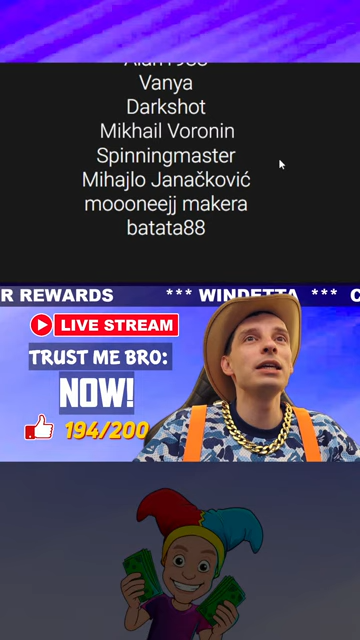 Vanya
Darkshot
Mikhail Voronin
Spinningmaster
Mihajlo Janačković
moooneejj makera
batata88
R REWARDS *** WINDETTA *** C
LIVE STREAM
TRUST ME BRO:
NOW!
194/200